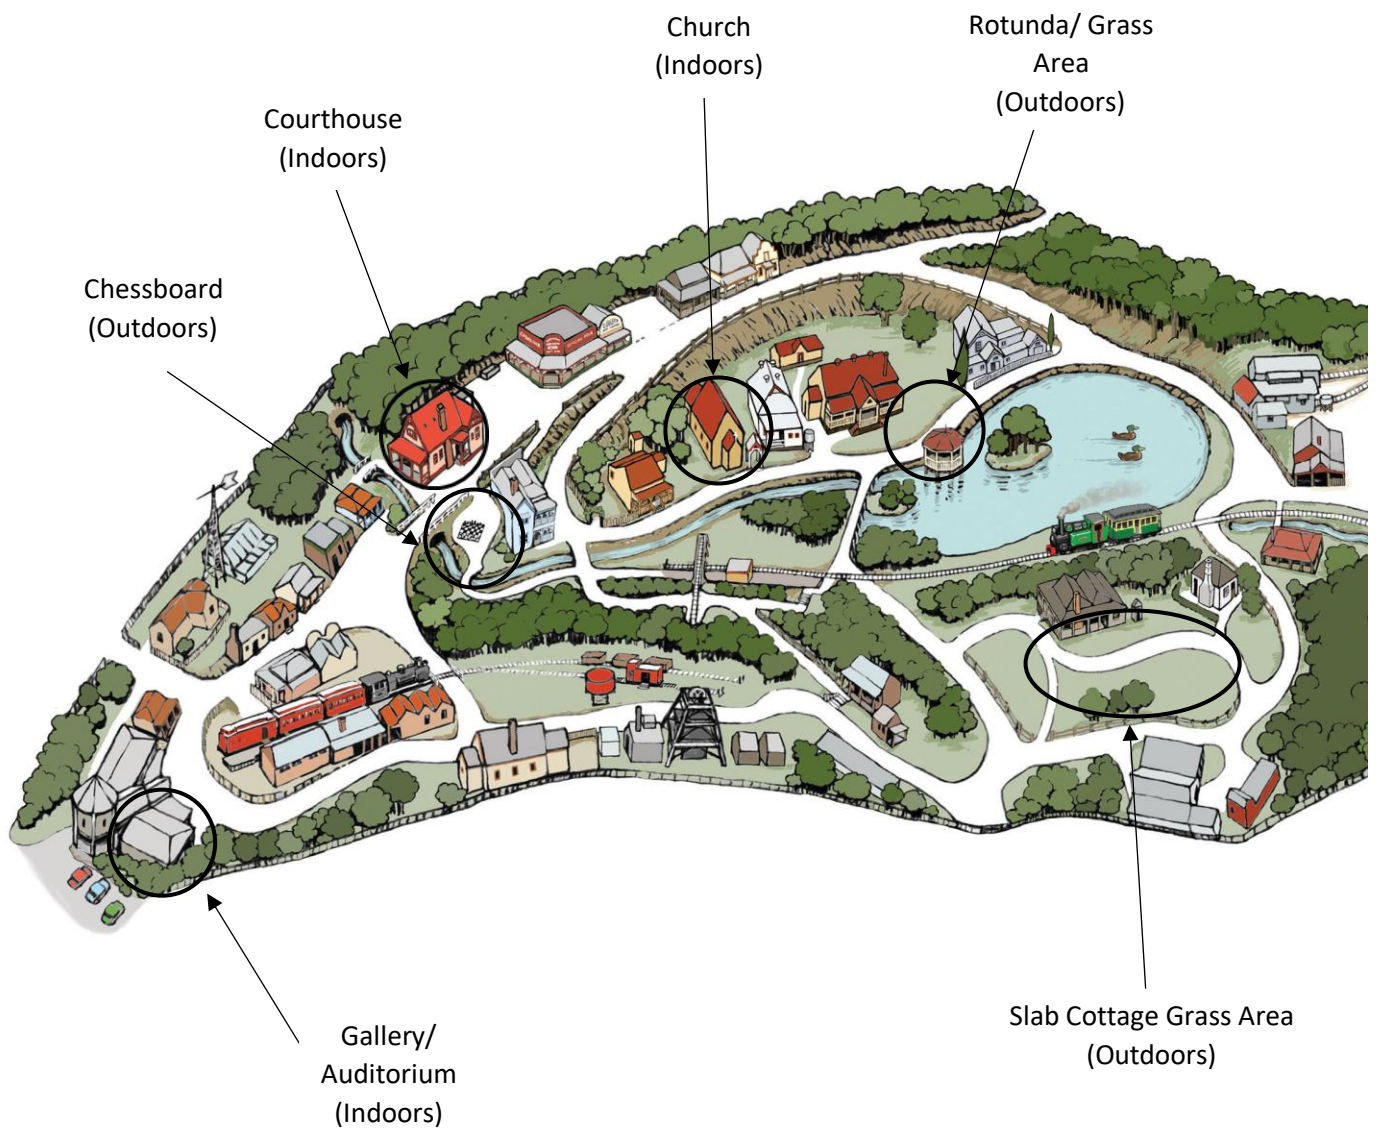 Church
(Indoors)
Rotunda/ Grass
Area
(Outdoors)
Courthouse
(Indoors)
Chessboard
(Outdoors)
Gallery/
Auditorium
(Indoors)
Slab Cottage Grass Area
(Outdoors)